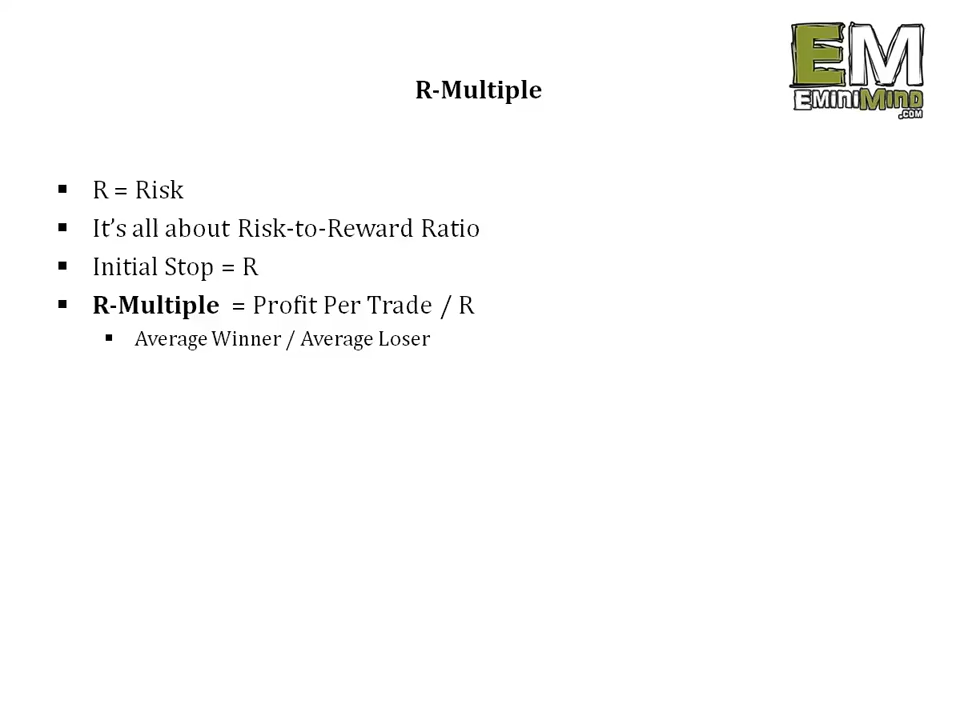 EM
EMINIMIND
.COM
R-Multiple
▪ R = Risk
▪ It's all about Risk-to-Reward Ratio
▪ Initial Stop = R
▪ R-Multiple = Profit Per Trade / R
▪ Average Winner / Average Loser